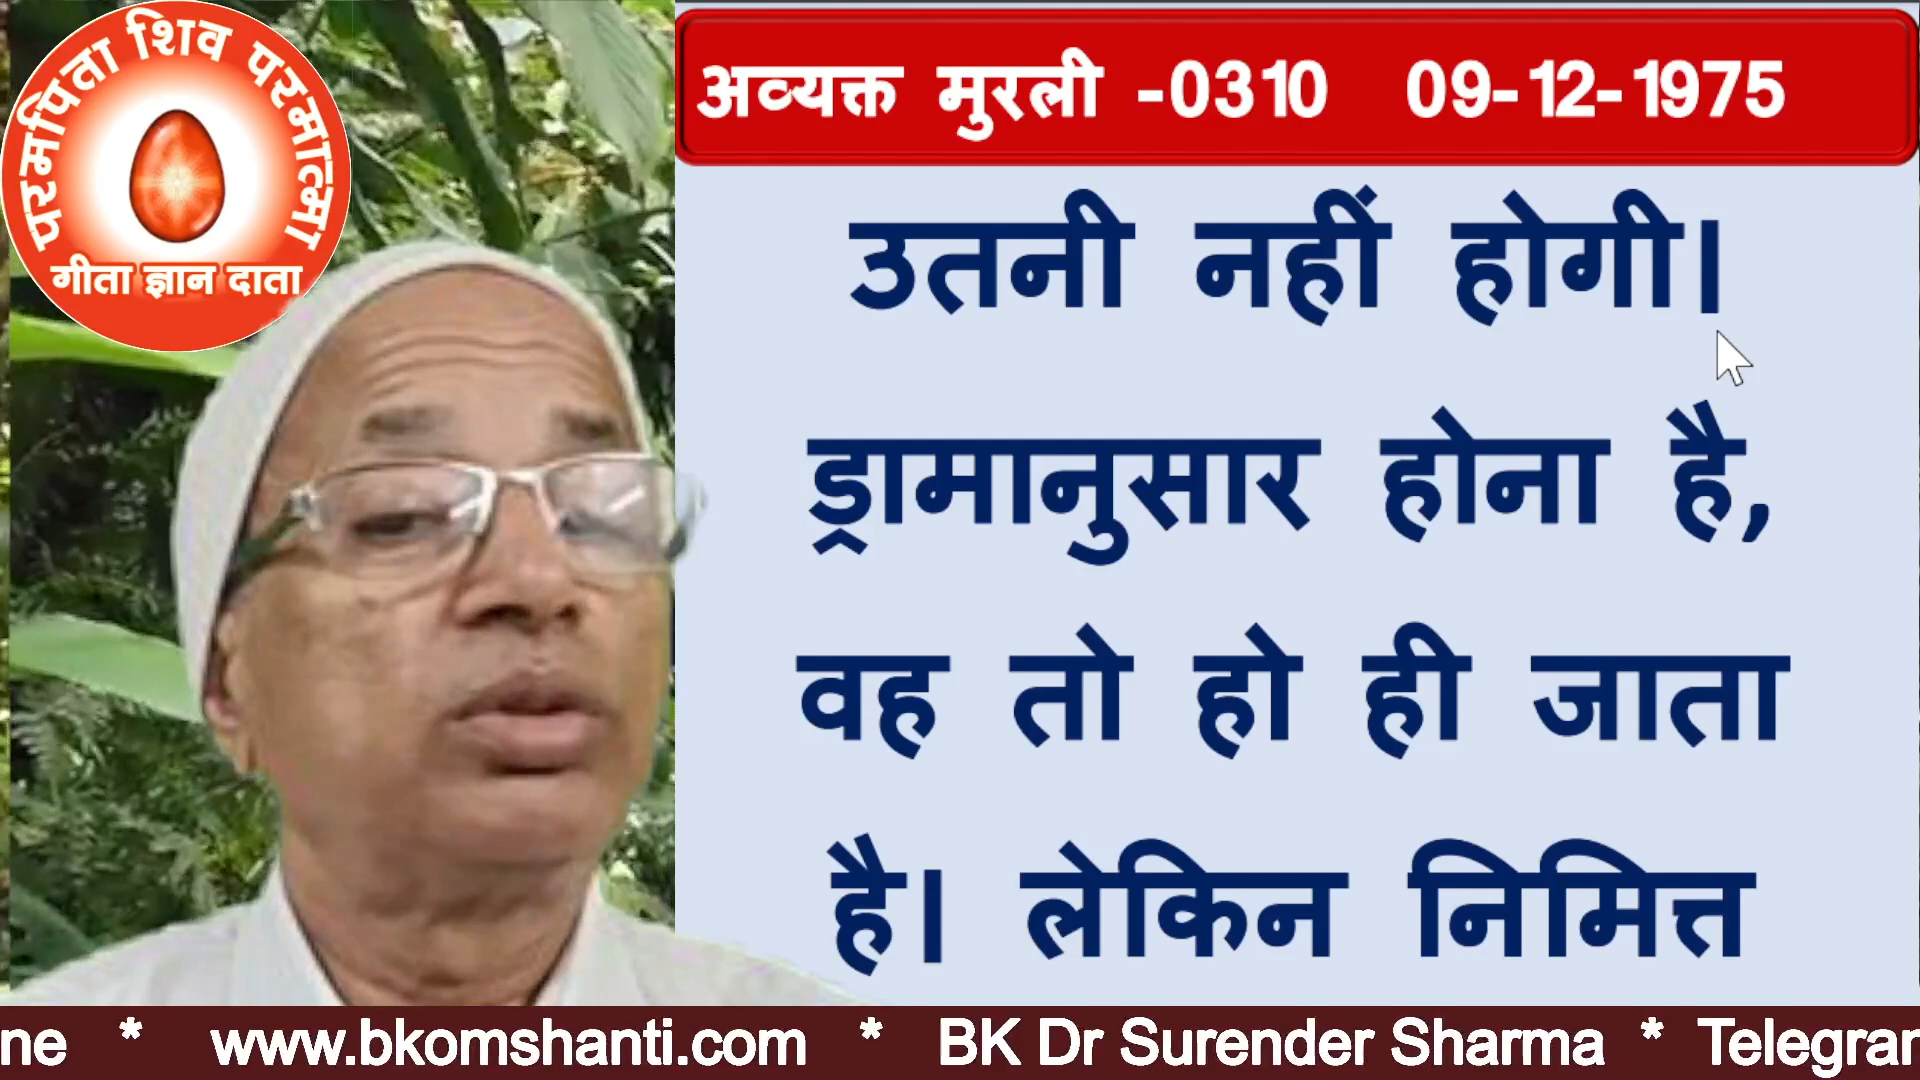 परमपिता शिव परमात्मा
गीता ज्ञान दाता
अव्यक्त मुरली -0310 09-12-1975
उतनी नहीं होगी।
ड्रामानुसार होना है,
वह तो हो ही जाता
है। लेकिन निमित्त
ne * www.bkomshanti.com * BK Dr Surender Sharma * Telegra